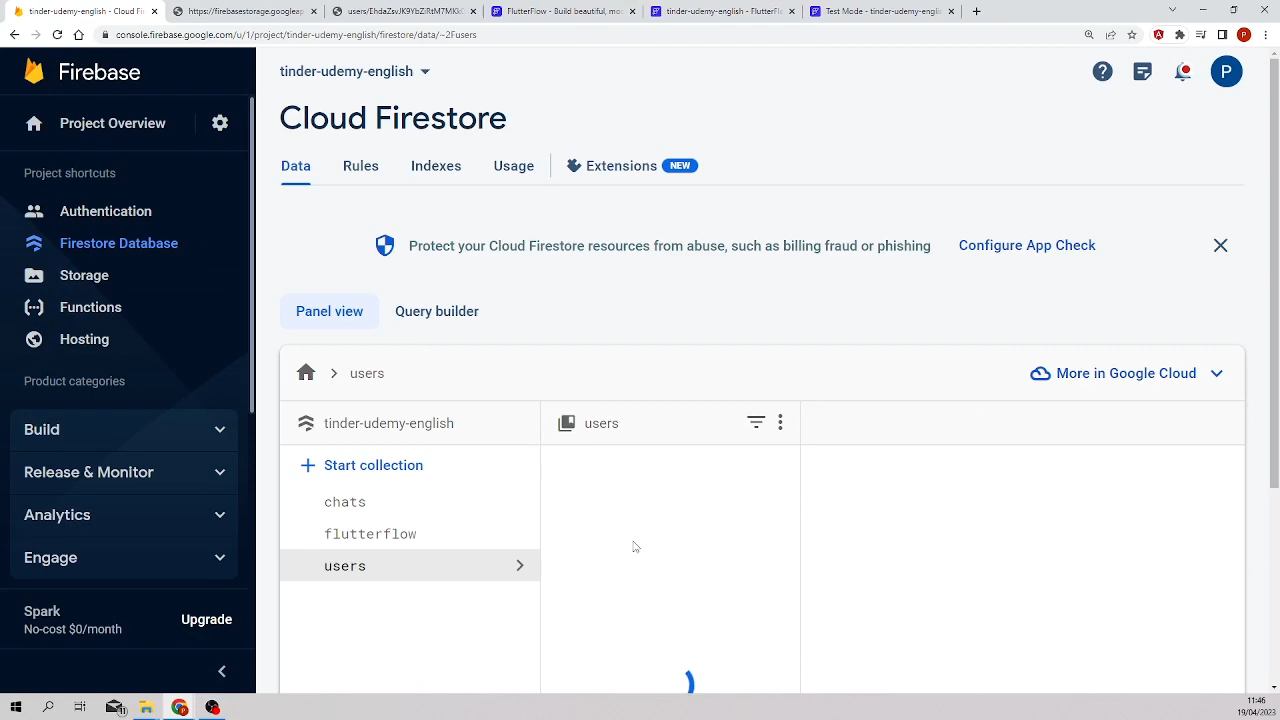 tinder-udemy-english - Cloud Fi
https://firebasestorage.googleap
users/EhdaZsvJK9YbZiRtM7MKk
FlutterFlow - Build beautiful, mo
tinder-udemy-english - FlutterFl
Test Mode - tinder-udemy-englis
console.firebase.google.com/u/1/project/tinder-udemy-english/firestore/data/~2Fusers
P
Firebase
tinder-udemy-english
P
Project Overview
Cloud Firestore
Data
Rules
Indexes
Usage
Extensions
NEW
Project shortcuts
Authentication
Firestore Database
Storage
Functions
Hosting
Protect your Cloud Firestore resources from abuse, such as billing fraud or phishing
Configure App Check
Panel view
Query builder
Product categories
Build
Release & Monitor
Analytics
Engage
users
More in Google Cloud
tinder-udemy-english
users
Start collection
chats
flutterflow
users
Spark
No-cost $0/month
Upgrade
11:46
19/04/2023